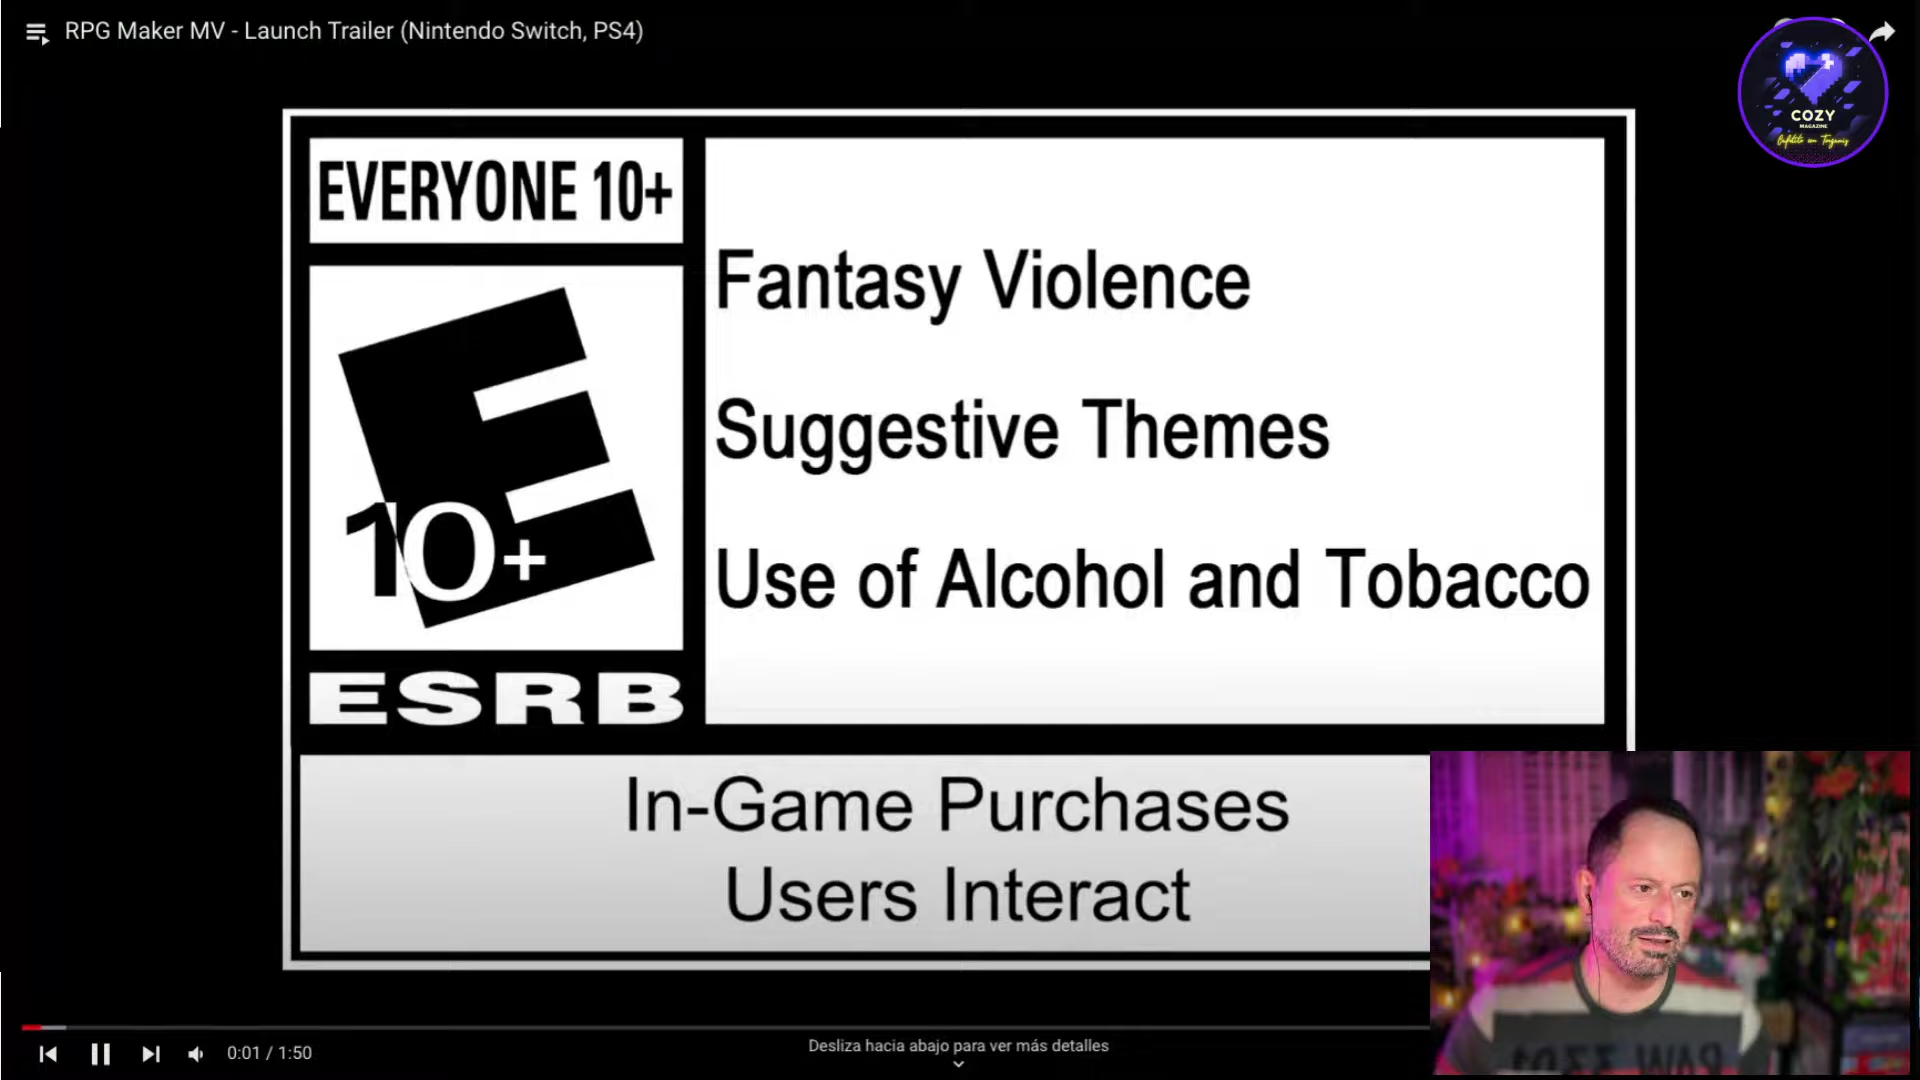 RPG Maker MV - Launch Trailer (Nintendo Switch, PS4)
COZY
MAGAZINE
EVERYONE 10+
Fantasy Violence
Suggestive Themes
Use of Alcohol and Tobacco
10+
ESRB
In-Game Purchases
Users Interact
0:01 / 1:50
Desliza hacia abajo para ver más detalles